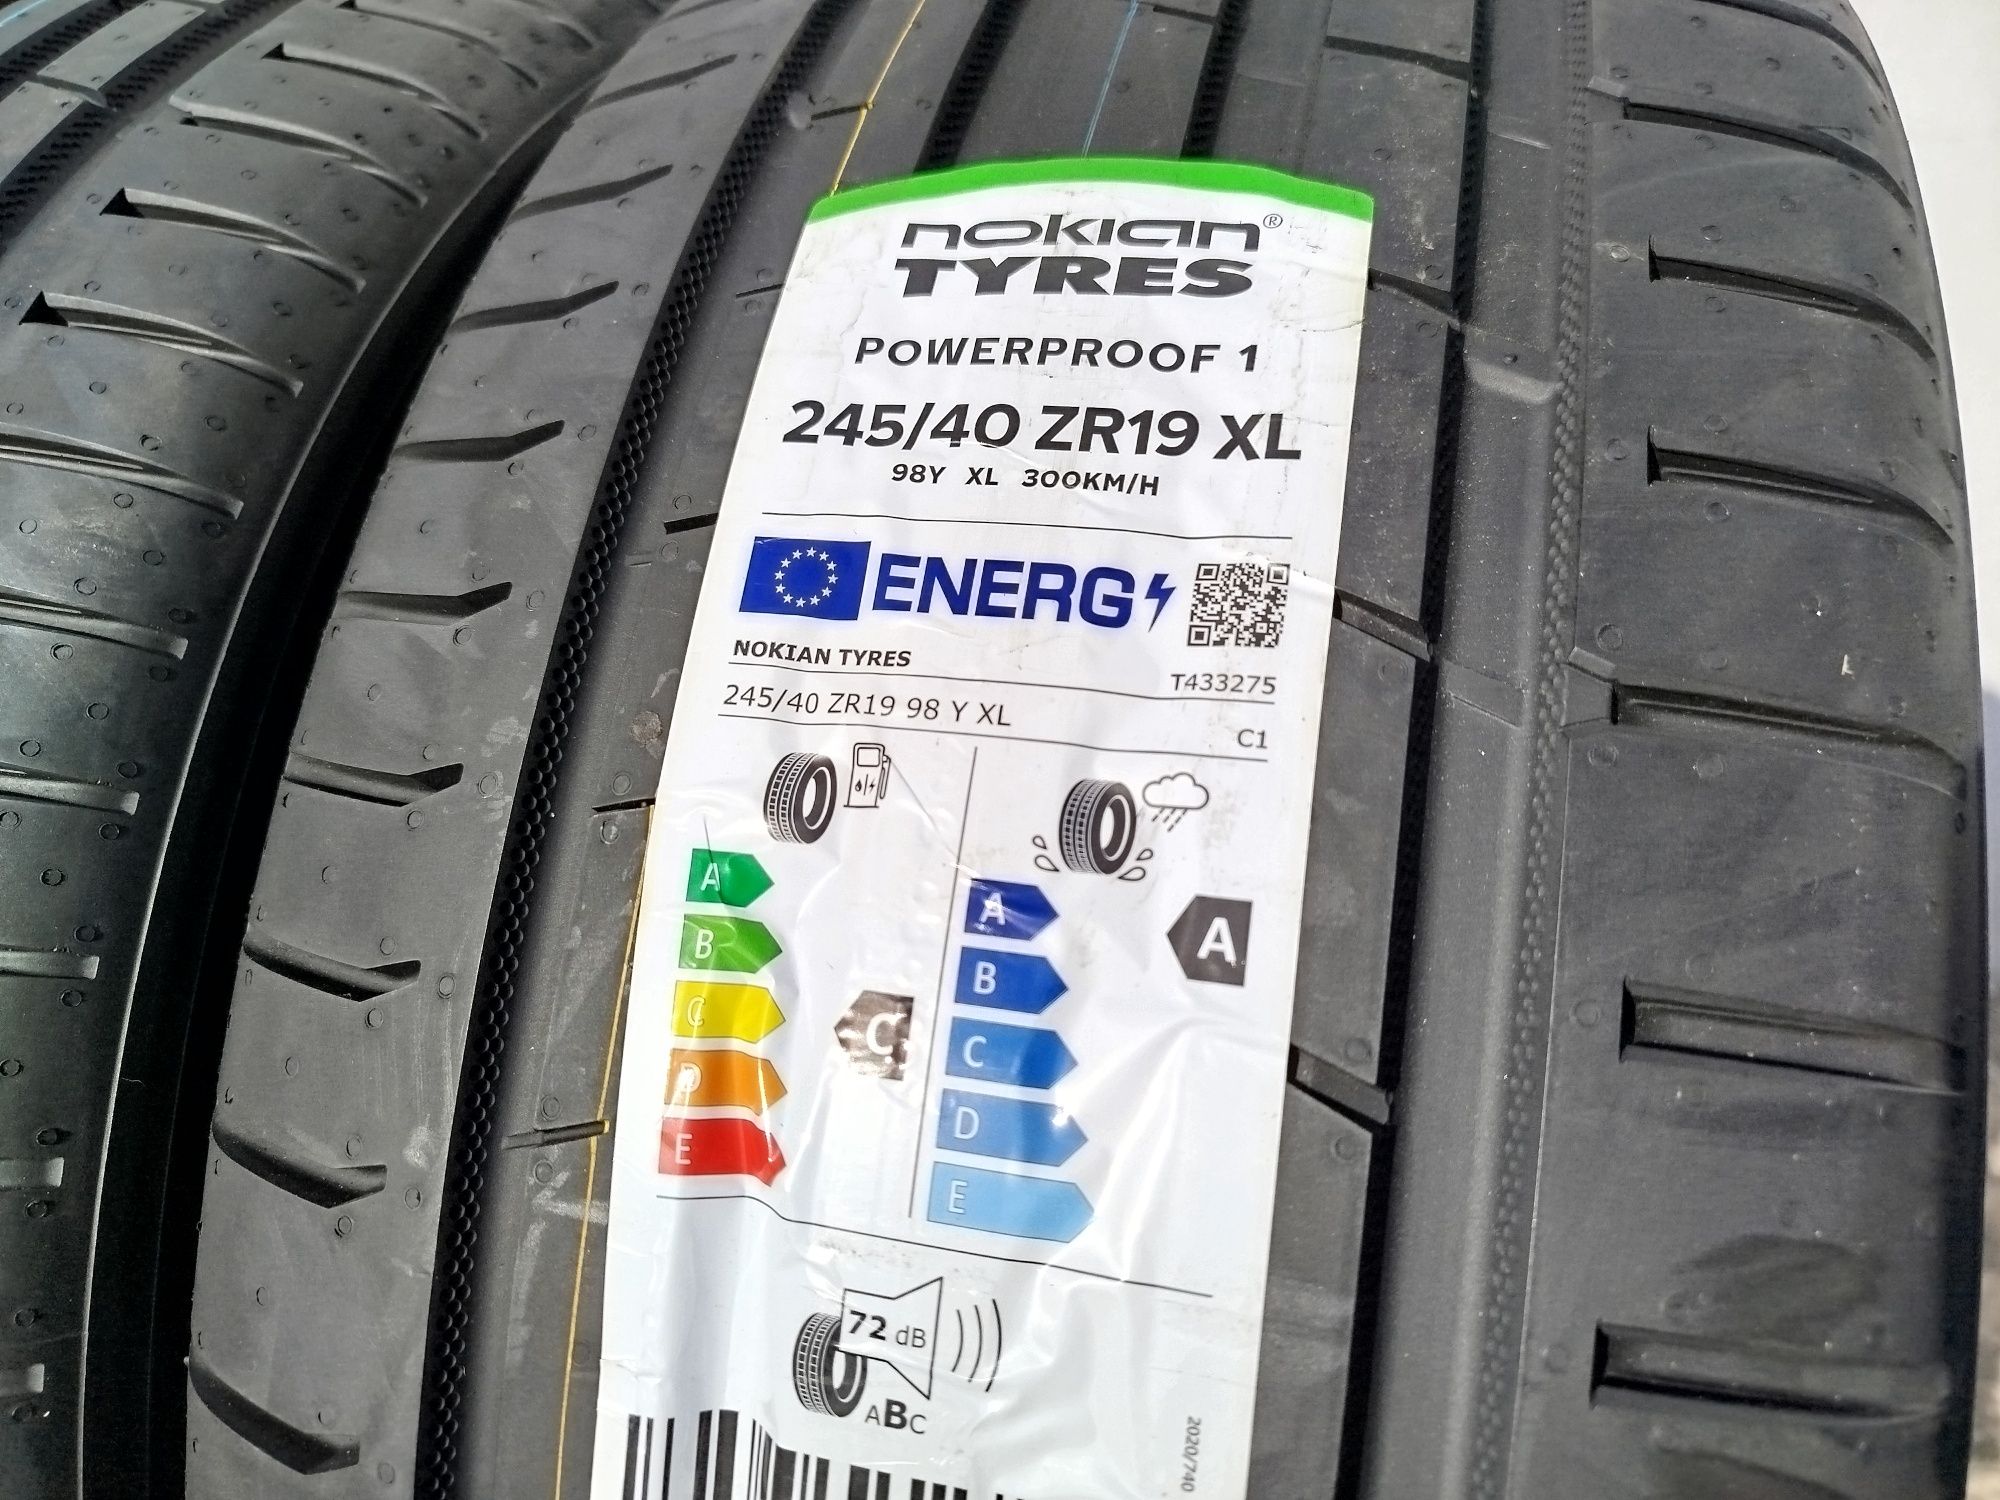 nokian®
TYRES
POWERPROOF 1
245/40 ZR19 XL
98Y XL 300KM/H
ENERG
NOKIAN TYRES
T433275
245/40 ZR19 98 Y XL
C1
A
B
C
D
E
C
A
B
C
D
E
A
72 dB
ABC
2020/740